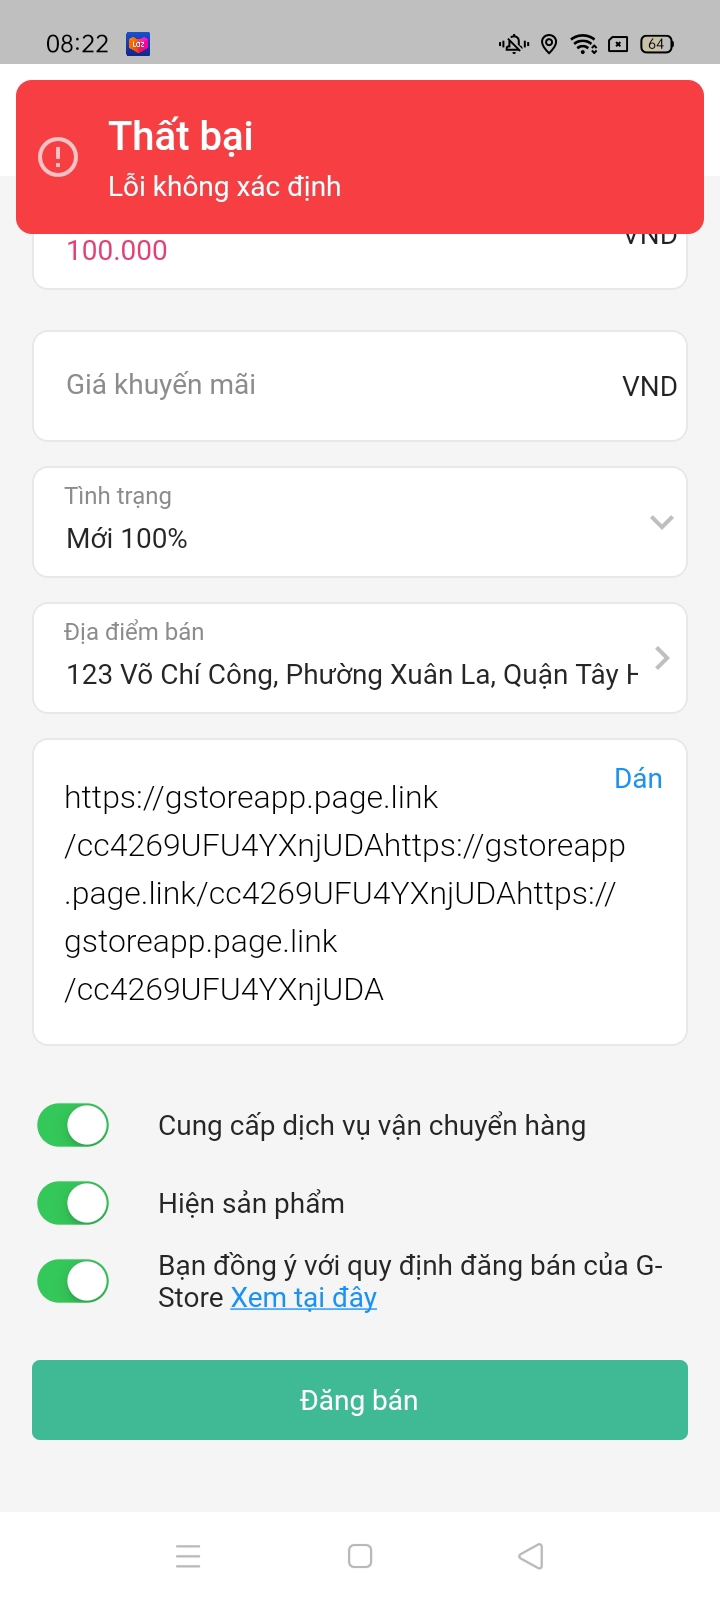 08:22
64
Thất bại
Lỗi không xác định
100.000
VND
Giá khuyến mãi
VND
Tình trạng
Mới 100%
Địa điểm bán
123 Võ Chí Công, Phường Xuân La, Quận Tây H
Dán
https://gstoreapp.page.link
/cc4269UFU4YXnjUDAhttps://gstoreapp
.page.link/cc4269UFU4YXnjUDAhttps://
gstoreapp.page.link
/cc4269UFU4YXnjUDA
Cung cấp dịch vụ vận chuyển hàng
Hiện sản phẩm
Bạn đồng ý với quy định đăng bán của G-
Store Xem tại đây
Đăng bán